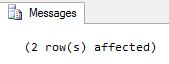 Messages
(2 row(s) affected)